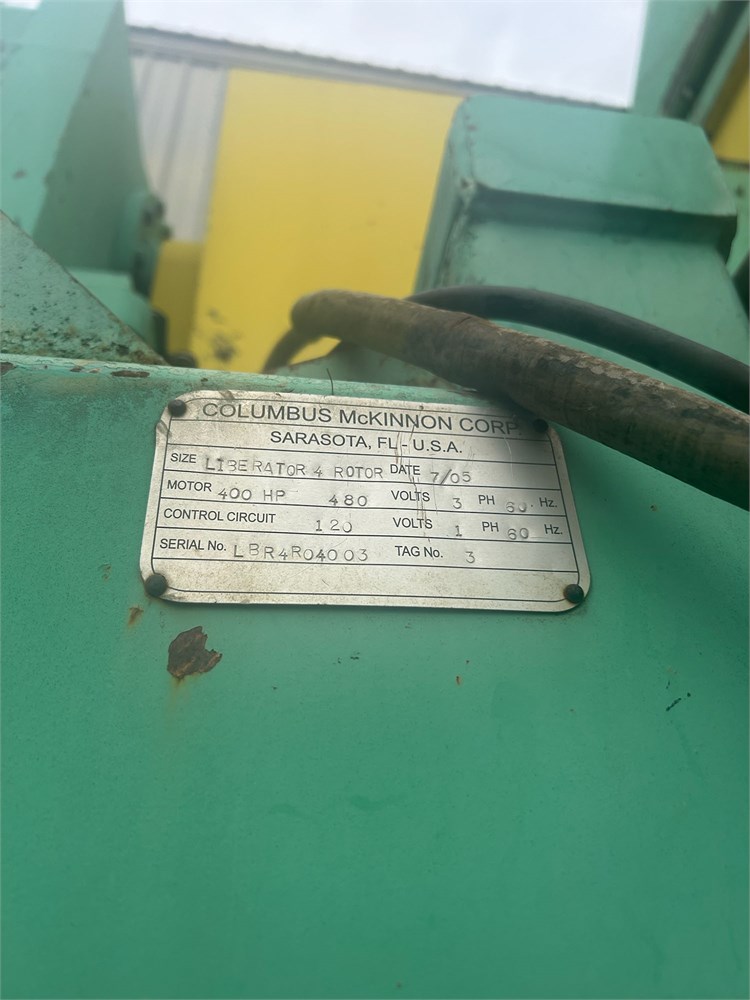 COLUMBUS McKINNON CORP.
SARASOTA, FL - U.S.A.
SIZE LIBERATOR 4 ROTOR DATE 7/05
MOTOR 400 HP 480 VOLTS 3 PH 60 Hz.
CONTROL CIRCUIT 120 VOLTS 1 PH 60 Hz.
SERIAL No. LBR4R04003 TAG No. 3